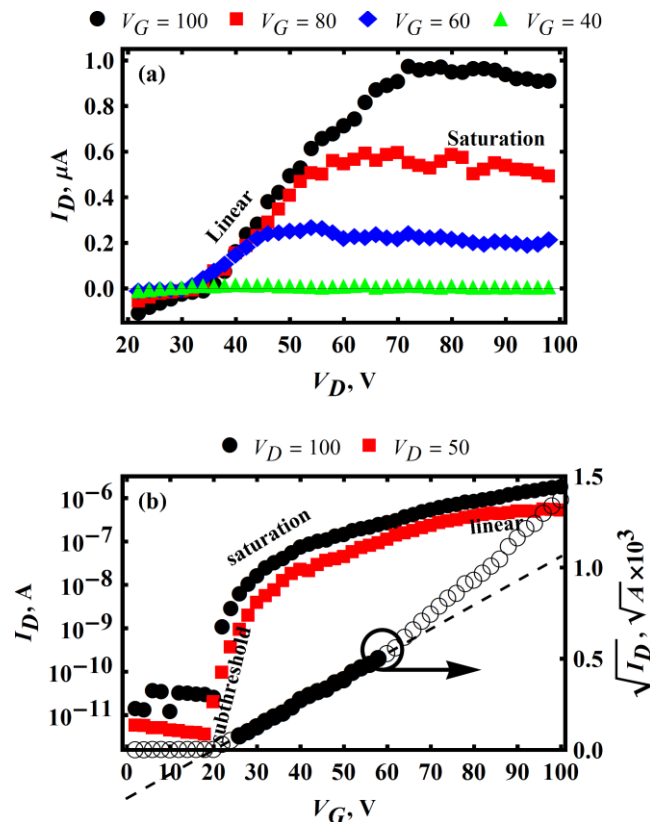 V_G = 100 V_G = 80 V_G = 60 V_G = 40
(a)
1.0
0.8
0.6
0.4
0.2
0.0
I_D, μA
Linear
Saturation
20 30 40 50 60 70 80 90 100
V_D, V
V_D = 100 V_D = 50
(b)
10⁻⁶
10⁻⁷
10⁻⁸
10⁻⁹
10⁻¹⁰
10⁻¹¹
I_D, A
saturation
linear
subthreshold
1.5
1.0
0.5
0.0
√I_D, √A×10³
0 10 20 30 40 50 60 70 80 90 100
V_G, V